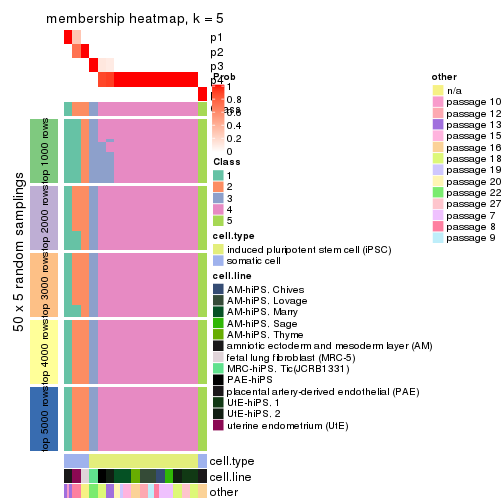 membership heatmap, k = 5
p1
p2
p3
p4
Prob
1
0.8
0.6
0.4
0.2
0
Class
1
2
3
4
5
cell.type
induced pluripotent stem cell (iPSC)
somatic cell
cell.line
AM-hiPS, Chives
AM-hiPS, Lovage
AM-hiPS, Marry
AM-hiPS, Sage
AM-hiPS, Thyme
amniotic ectoderm and mesoderm layer (AM)
fetal lung fibroblast (MRC-5)
MRC-hiPS, Tic(JCRB1331)
PAE-hiPS
placental artery-derived endothelial (PAE)
UtE-hiPS, 1
UtE-hiPS, 2
uterine endometrium (UtE)
other
n/a
passage 10
passage 12
passage 13
passage 15
passage 16
passage 18
passage 19
passage 20
passage 22
passage 27
passage 7
passage 8
passage 9
50 x 5 random samplings
top 1000 rows
top 2000 rows
top 3000 rows
top 4000 rows
top 5000 rows
cell.type
cell.line
other